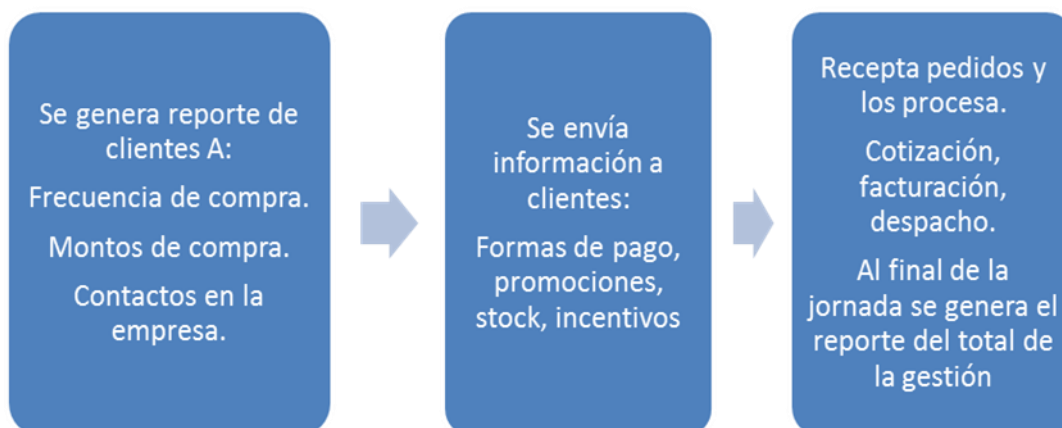 Se genera reporte de
clientes A:
Frecuencia de compra.
Montos de compra.
Contactos en la
empresa.
Se envía
información a
clientes:
Formas de pago,
promociones,
stock, incentivos
Recepta pedidos y
los procesa.
Cotización,
facturación,
despacho.
Al final de la
jornada se genera el
reporte del total de
la gestión